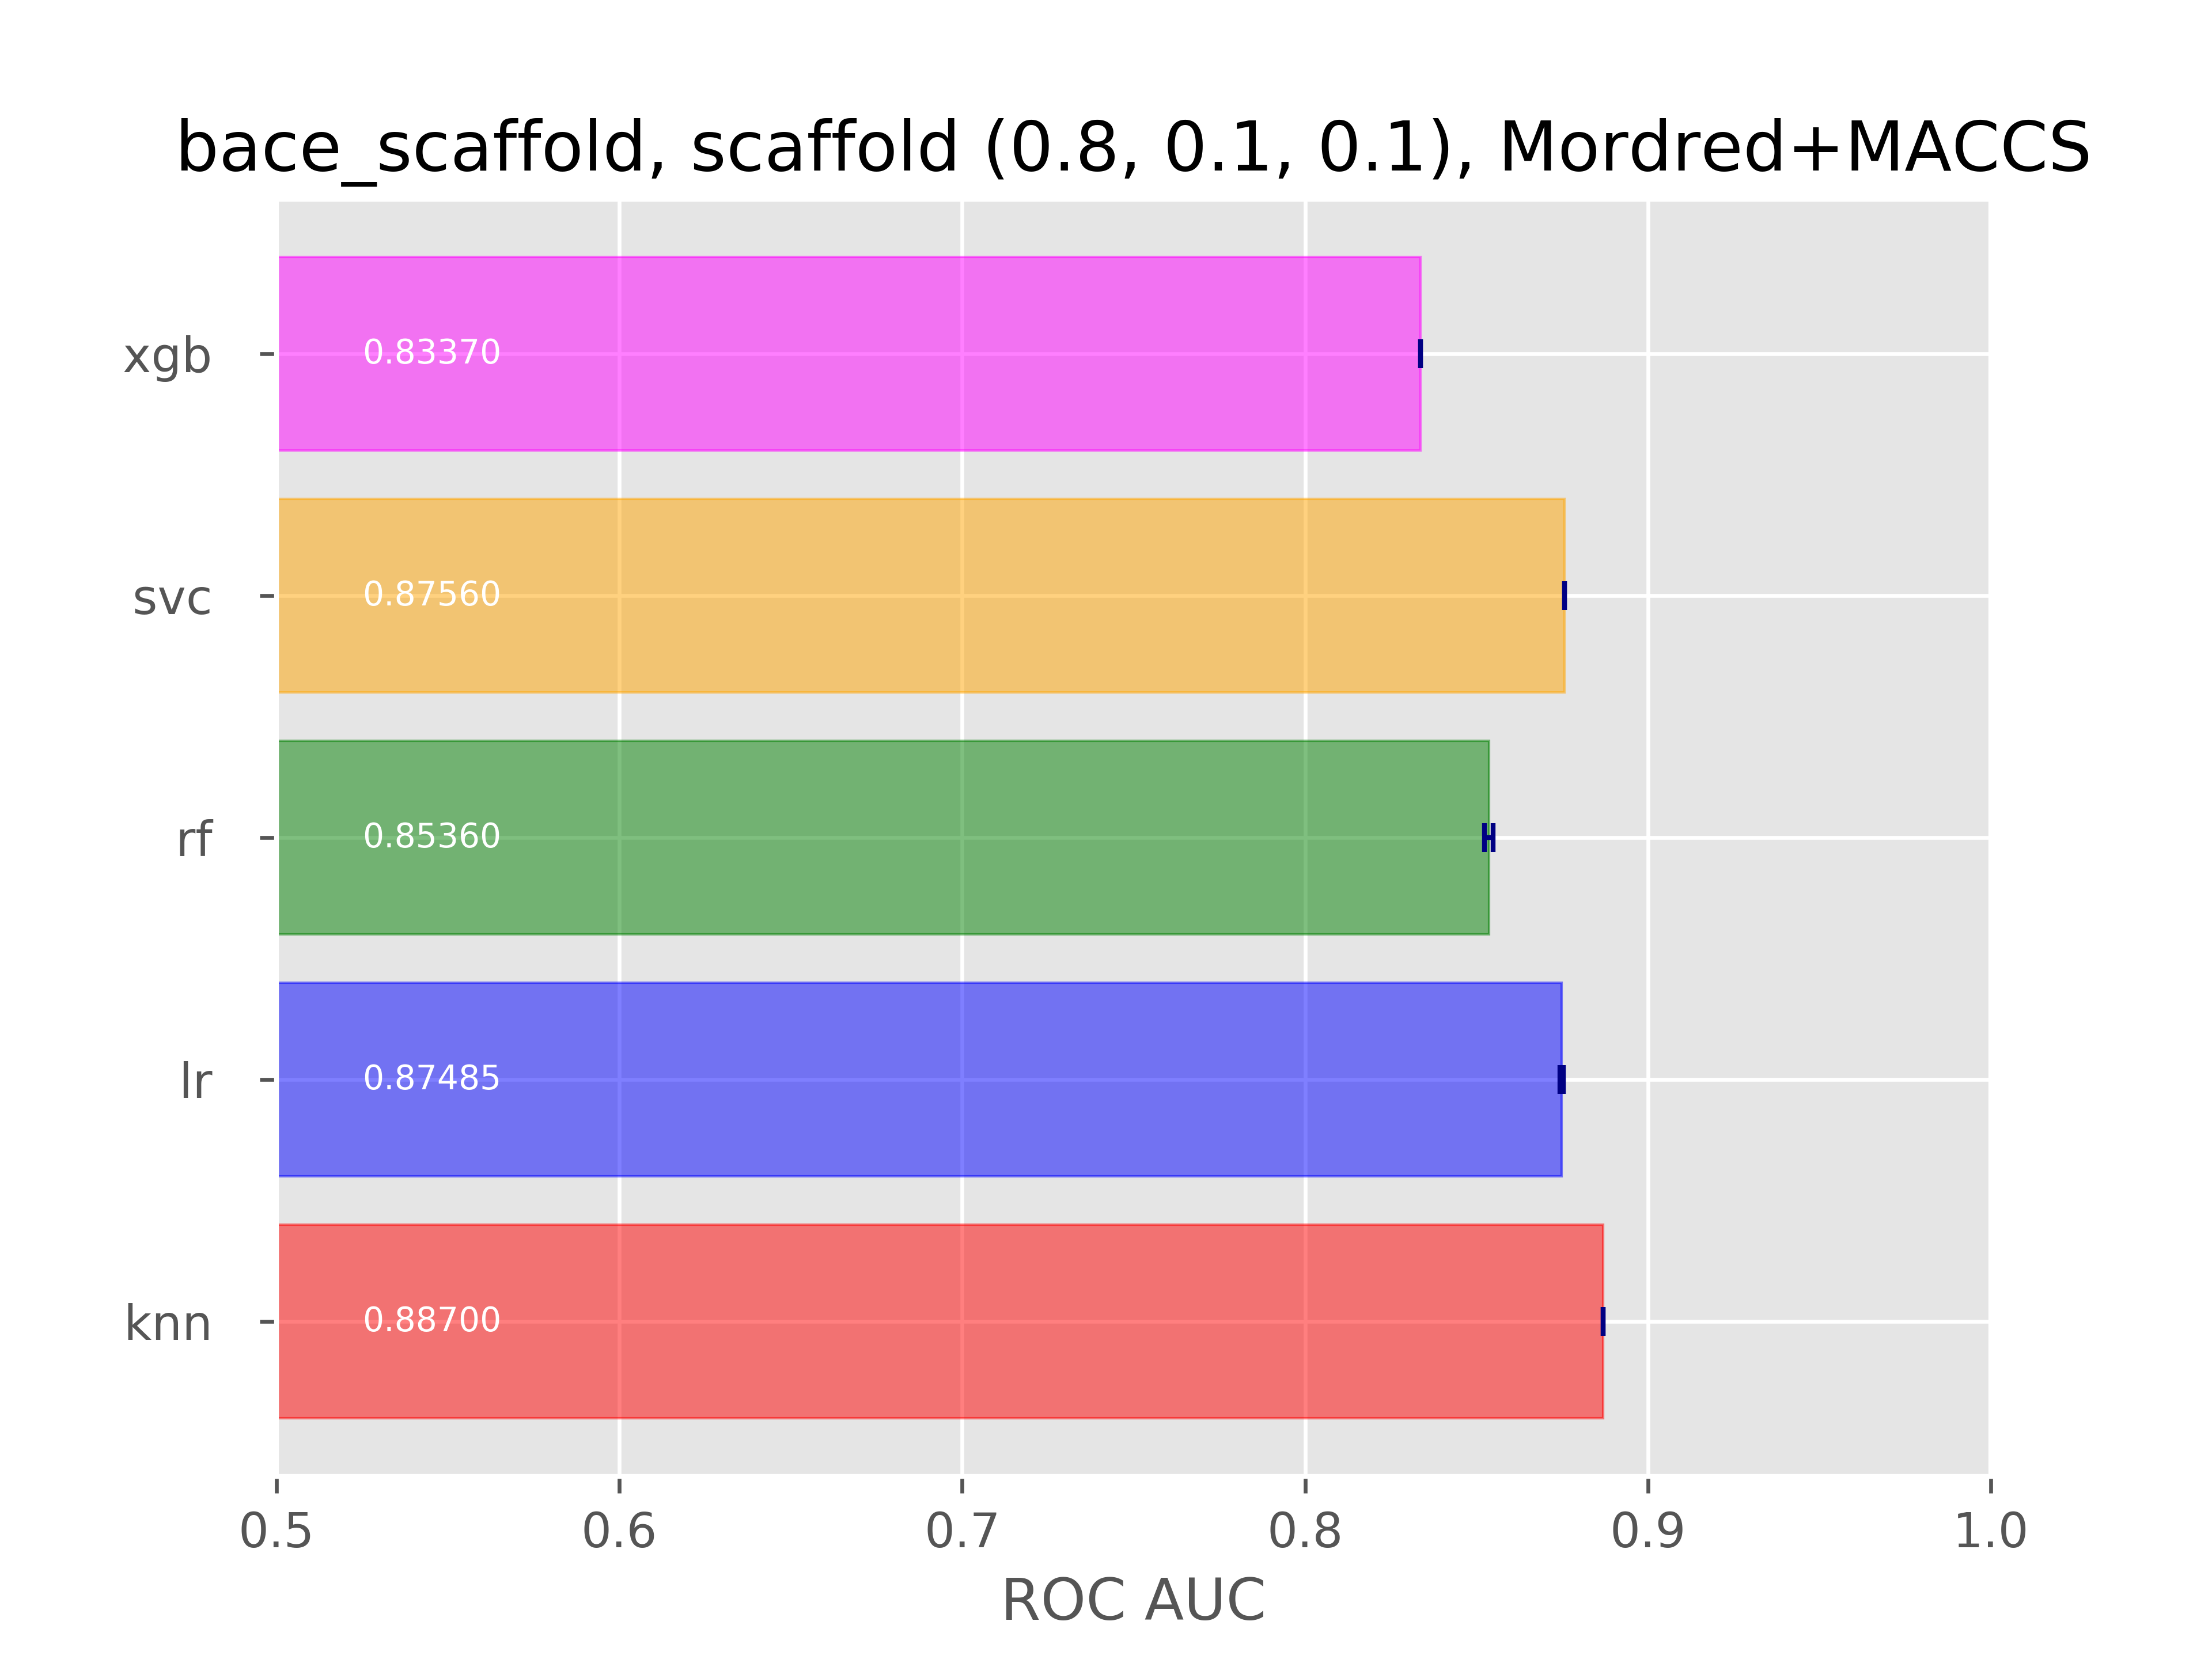 bace_scaffold, scaffold (0.8, 0.1, 0.1), Mordred+MACCS
xgb
0.83370
svc
0.87560
rf
0.85360
lr
0.87485
knn
0.88700
0.5 0.6 0.7 0.8 0.9 1.0
ROC AUC